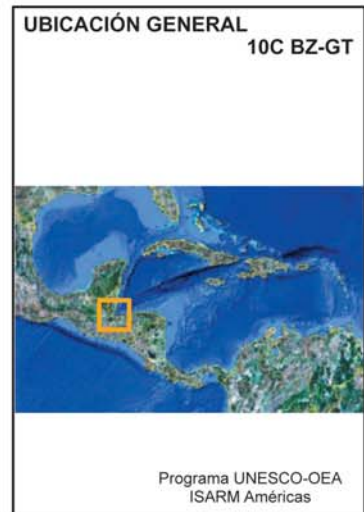 UBICACIÓN GENERAL
10C BZ-GT
Programa UNESCO-OEA
ISARM Américas